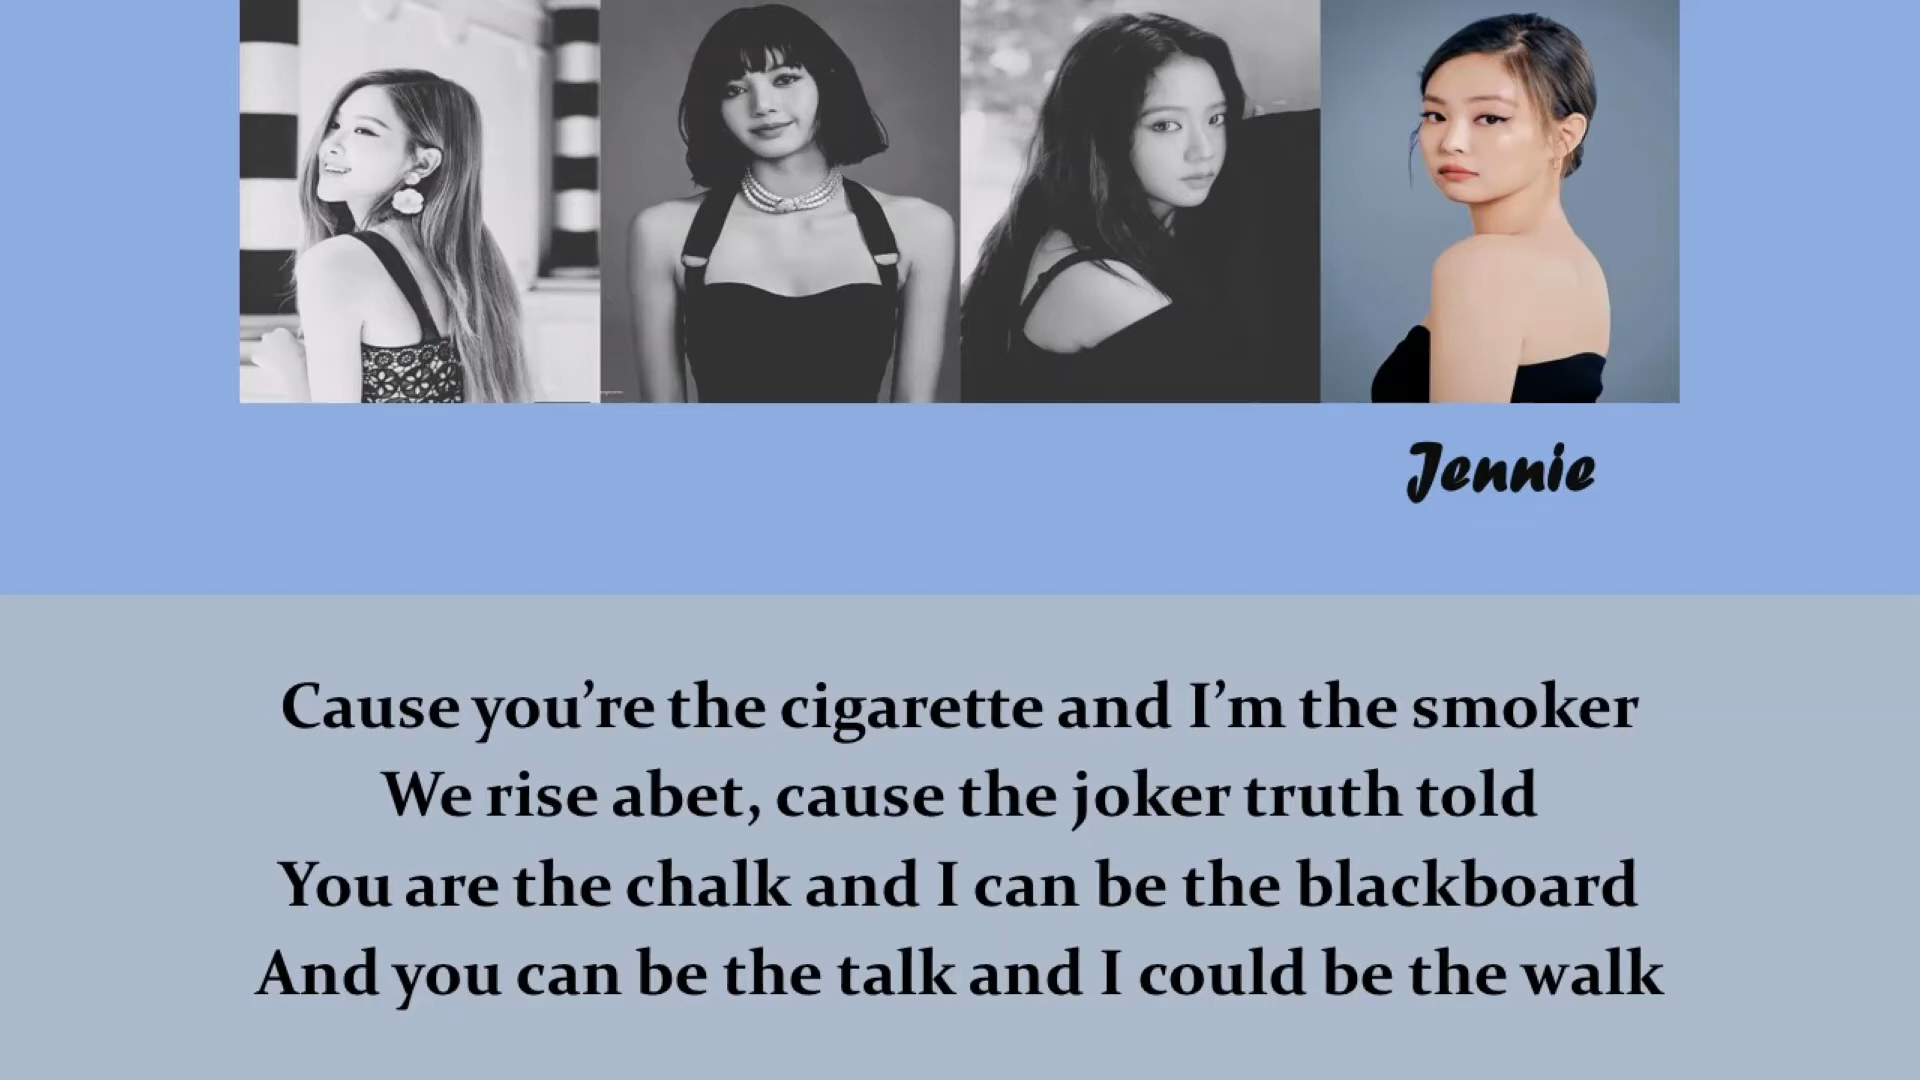 Jennie
Cause you’re the cigarette and I’m the smoker
We rise abet, cause the joker truth told
You are the chalk and I can be the blackboard
And you can be the talk and I could be the walk